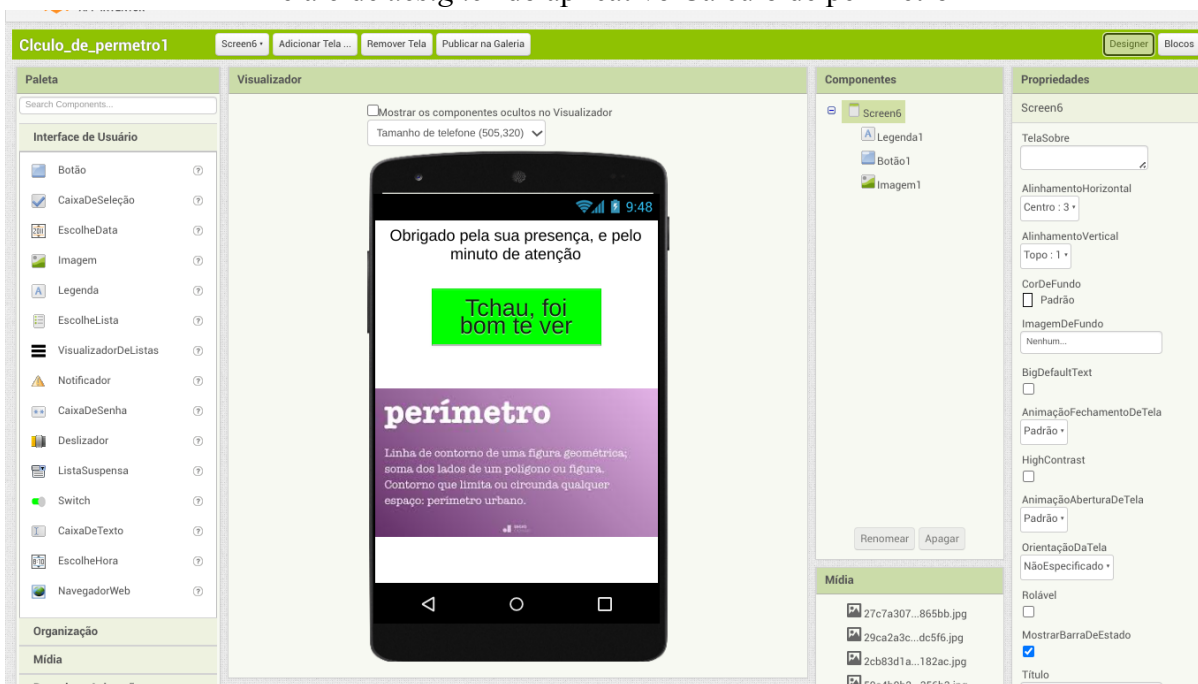 Clculo_de_permetro1
Screen6 Adicionar Tela ... Remover Tela Publicar na Galeria
Designer Blocos
Paleta
Search Components...
Interface de Usuário
Botão
CaixaDeSeleção
EscolheData
Imagem
Legenda
EscolheLista
VisualizadorDeListas
Notificador
CaixaDeSenha
Deslizador
ListaSuspensa
Switch
CaixaDeTexto
EscolheHora
NavegadorWeb
Organização
Mídia
Visualizador
Mostrar os componentes ocultos no Visualizador
Tamanho de telefone (505,320)
9:48
Obrigado pela sua presença, e pelo
minuto de atenção
Tchau, foi
bom te ver
perímetro
Linha de contorno de uma figura geométrica;
soma dos lados de um polígono ou figura.
Contorno que limita ou circunda qualquer
espaço: perímetro urbano.
Componentes
Screen6
Legenda1
Botão1
Imagem1
Renomear Apagar
Mídia
27c7a307...865bb.jpg
29ca2a3c...dc5f6.jpg
2cb83d1a...182ac.jpg
Propriedades
Screen6
TelaSobre
AlinhamentoHorizontal
Centro : 3
AlinhamentoVertical
Topo : 1
CorDeFundo
Padrão
ImagemDeFundo
Nenhum...
BigDefaultText
AnimaçãoFechamentoDeTela
Padrão
HighContrast
AnimaçãoAberturaDeTela
Padrão
OrientaçãoDaTela
NãoEspecificado
Rolável
MostrarBarraDeEstado
Título